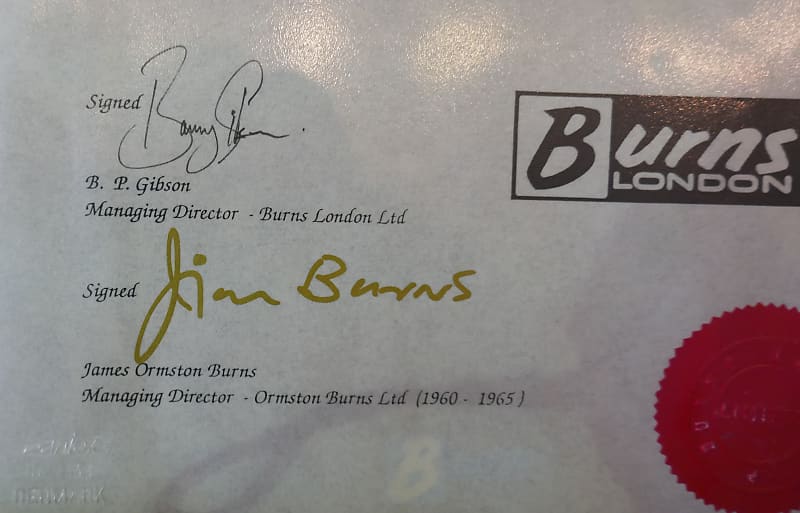 Signed Barry Gibson
B. P. Gibson
Managing Director - Burns London Ltd
Burns
LONDON
Signed Jim Burns
James Ormston Burns
Managing Director - Ormston Burns Ltd (1960 - 1965)
B